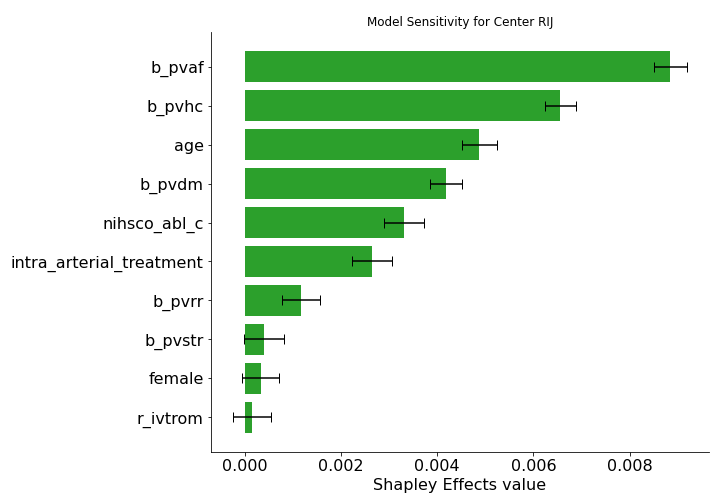 Model Sensitivity for Center RIJ
b_pvaf
b_pvhc
age
b_pvdm
nihsco_abl_c
intra_arterial_treatment
b_pvrr
b_pvstr
female
r_ivtrom
0.000 0.002 0.004 0.006 0.008
Shapley Effects value